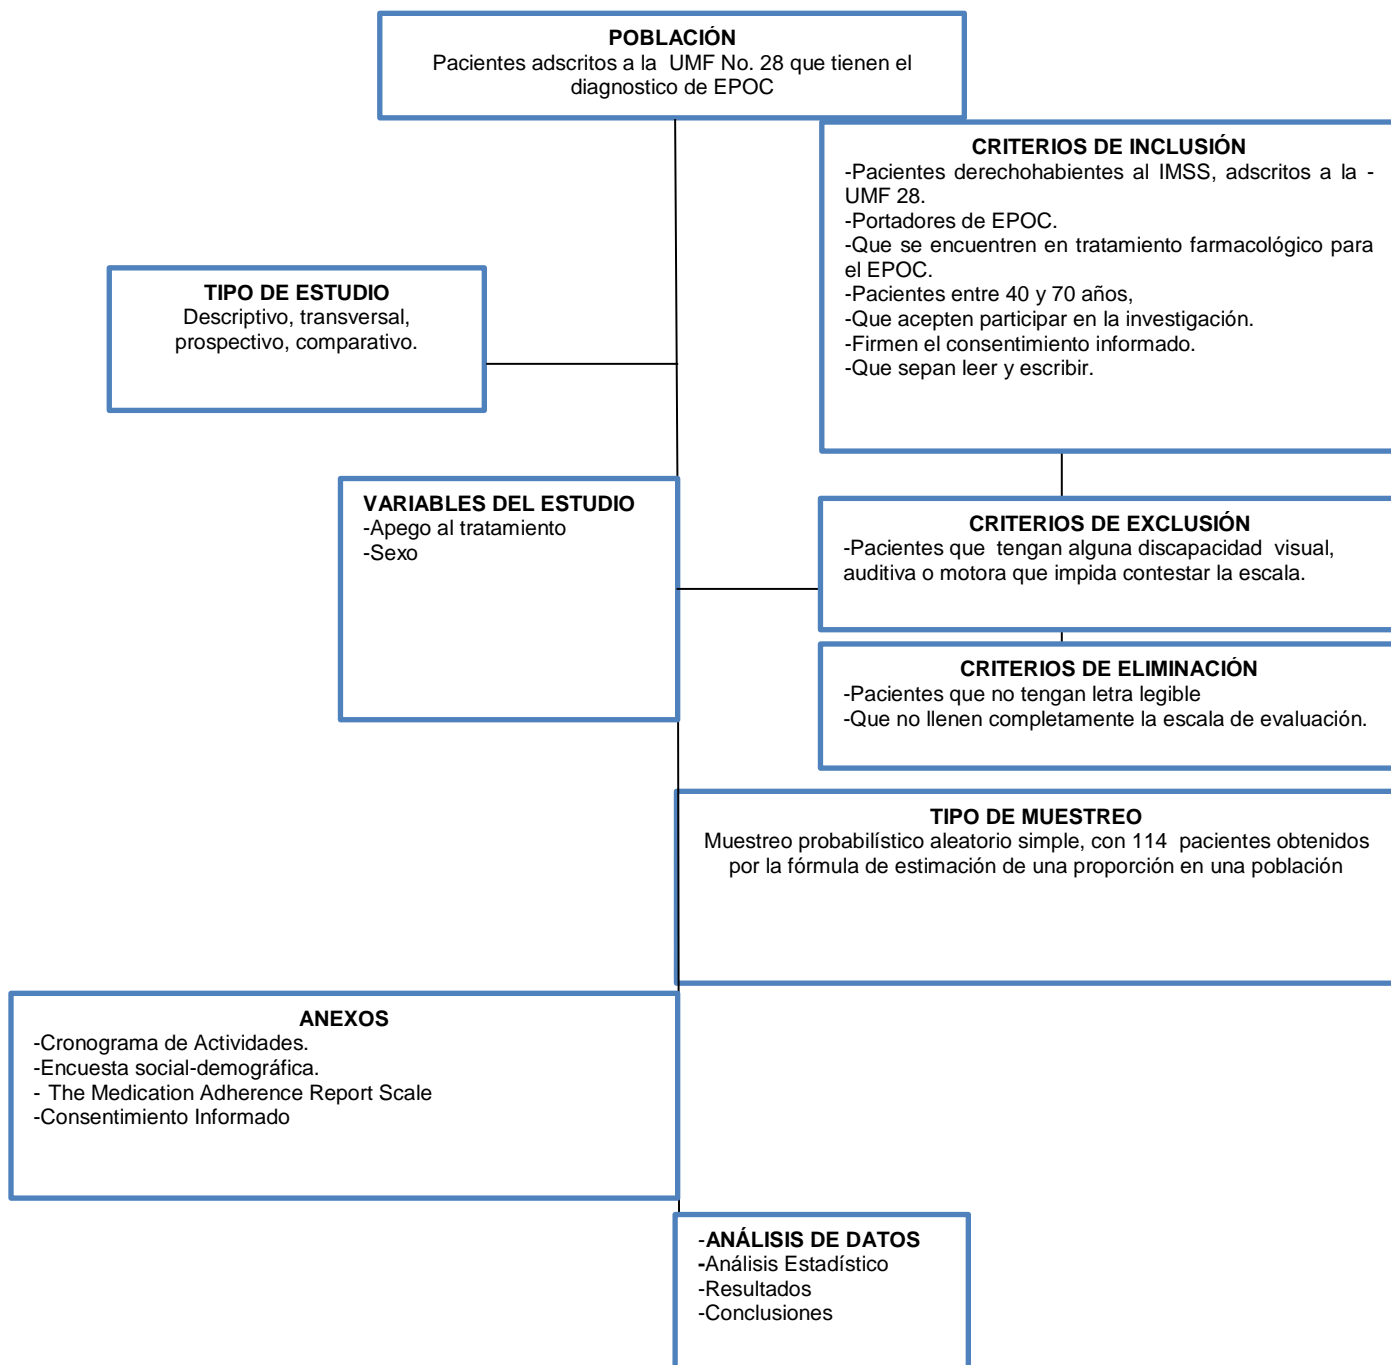 POBLACIÓN
Pacientes adscritos a la UMF No. 28 que tienen el
diagnostico de EPOC
CRITERIOS DE INCLUSIÓN
-Pacientes derechohabientes al IMSS, adscritos a la -
UMF 28.
-Portadores de EPOC.
-Que se encuentren en tratamiento farmacológico para
el EPOC.
-Pacientes entre 40 y 70 años,
-Que acepten participar en la investigación.
-Firmen el consentimiento informado.
-Que sepan leer y escribir.
TIPO DE ESTUDIO
Descriptivo, transversal,
prospectivo, comparativo.
VARIABLES DEL ESTUDIO
-Apego al tratamiento
-Sexo
CRITERIOS DE EXCLUSIÓN
-Pacientes que tengan alguna discapacidad visual,
auditiva o motora que impida contestar la escala.
CRITERIOS DE ELIMINACIÓN
-Pacientes que no tengan letra legible
-Que no llenen completamente la escala de evaluación.
TIPO DE MUESTREO
Muestreo probabilístico aleatorio simple, con 114 pacientes obtenidos
por la fórmula de estimación de una proporción en una población
ANEXOS
-Cronograma de Actividades.
-Encuesta social-demográfica.
- The Medication Adherence Report Scale
-Consentimiento Informado
-ANÁLISIS DE DATOS
-Análisis Estadístico
-Resultados
-Conclusiones